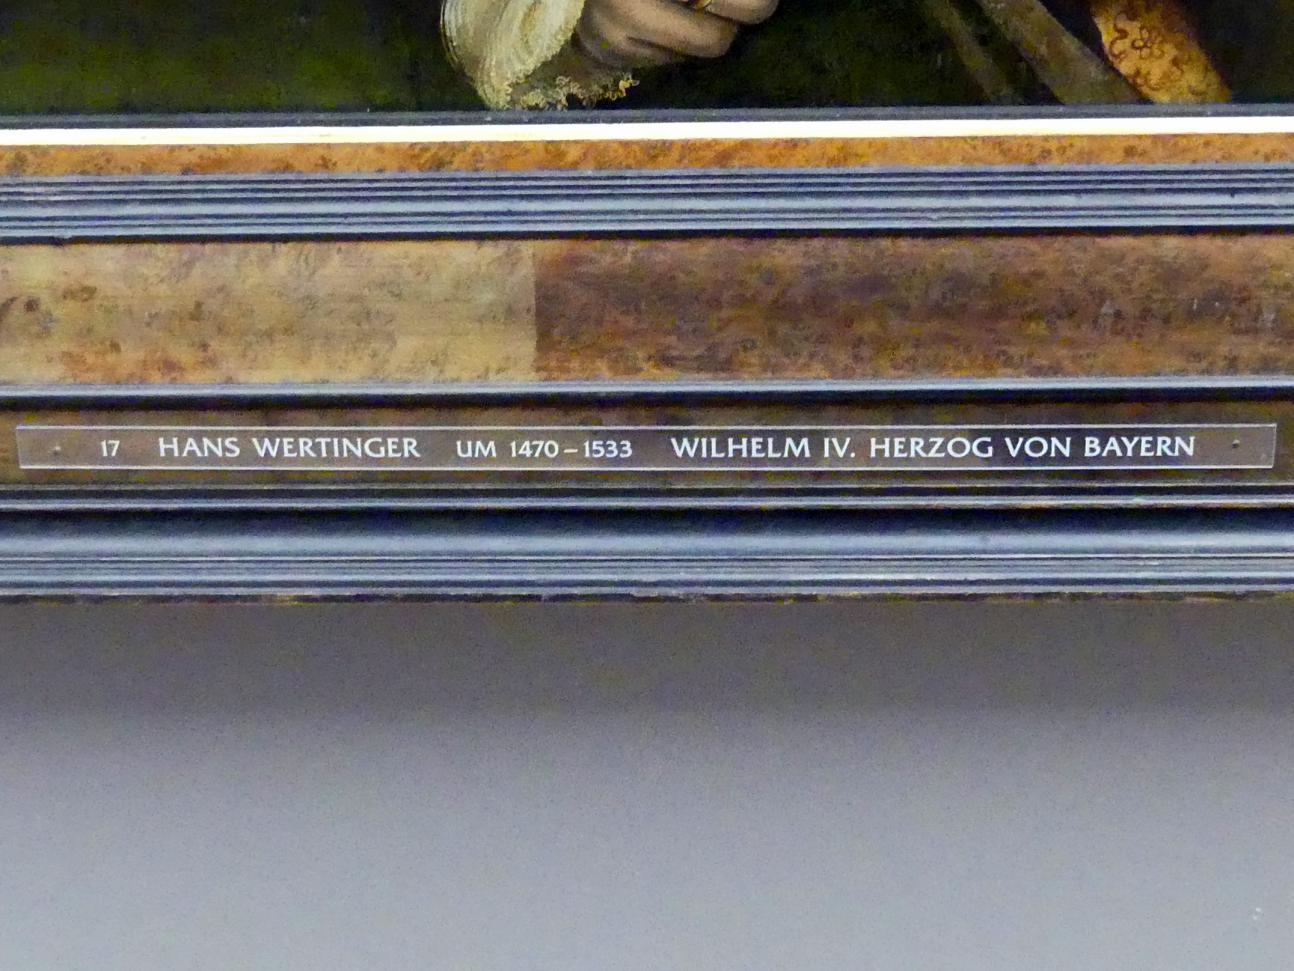 17 HANS WERTINGER UM 1470–1533 WILHELM IV. HERZOG VON BAYERN